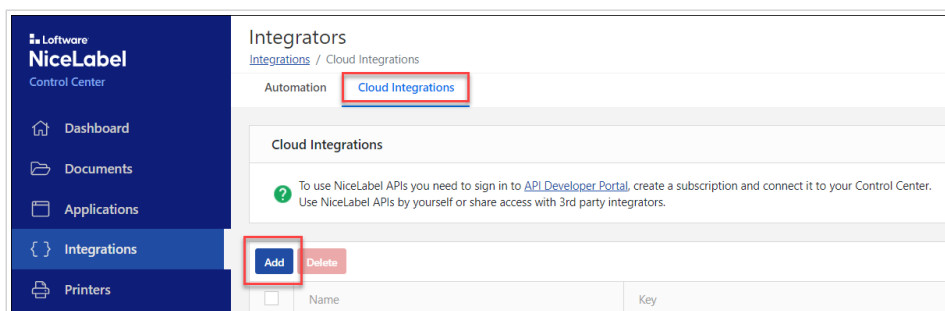 Loftware
NiceLabel
Control Center
Dashboard
Documents
Applications
Integrations
Printers
Integrators
Integrations / Cloud Integrations
Automation Cloud Integrations
Cloud Integrations
To use NiceLabel APIs you need to sign in to API Developer Portal, create a subscription and connect it to your Control Center.
Use NiceLabel APIs by yourself or share access with 3rd party integrators.
Add Delete
Name Key